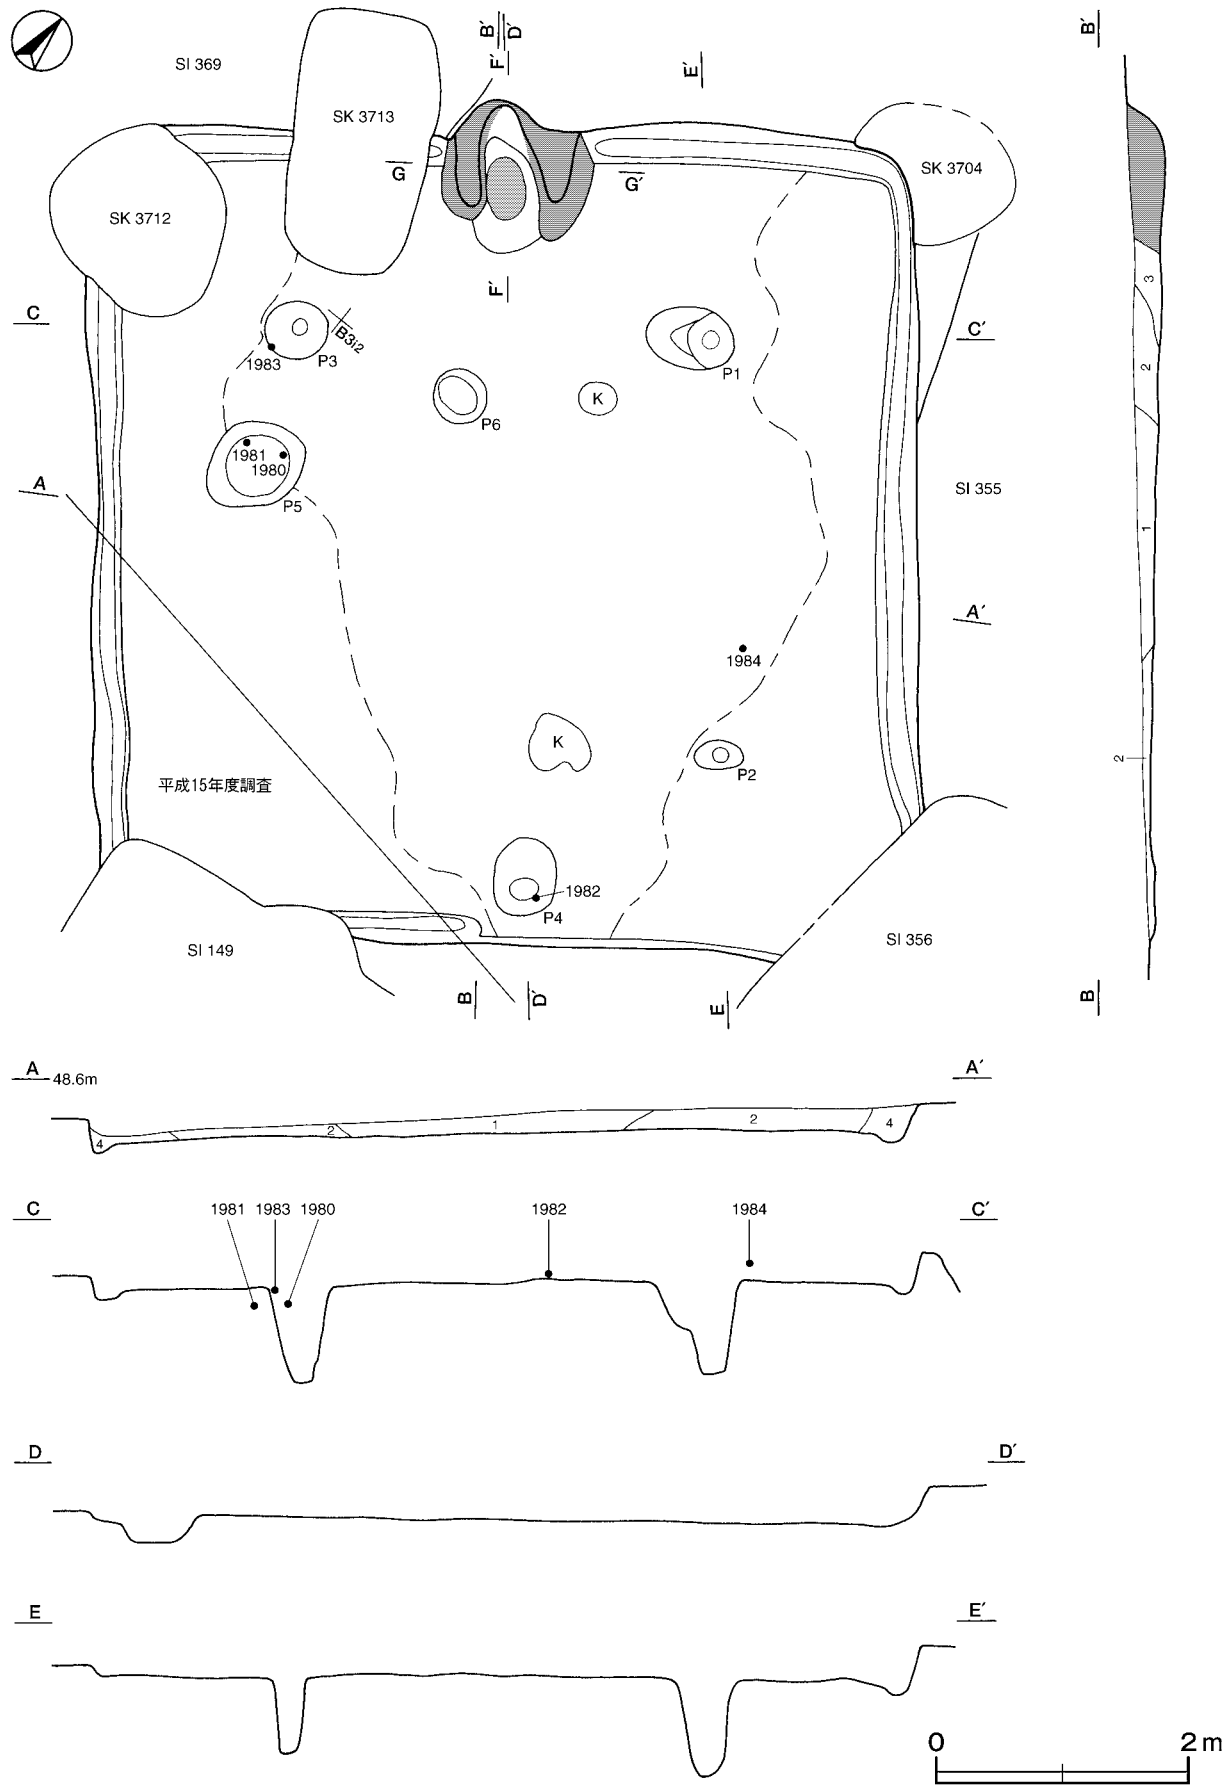 B´
D´
F´
E´
B´
SI 369
SK 3713
SK 3704
G
G´
SK 3712
F´
3
C
C´
B3i2
1983
P3
P1
2
K
P6
1981
1980
A
P5
SI 355
1
A´
1984
K
P2
2
平成15年度調査
1982
P4
SI 149
SI 356
B
D´
E
B
A
48.6m
A´
4
2
1
2
4
C
1981
1983
1980
1982
1984
C´
D
D´
E
E´
0
2 m